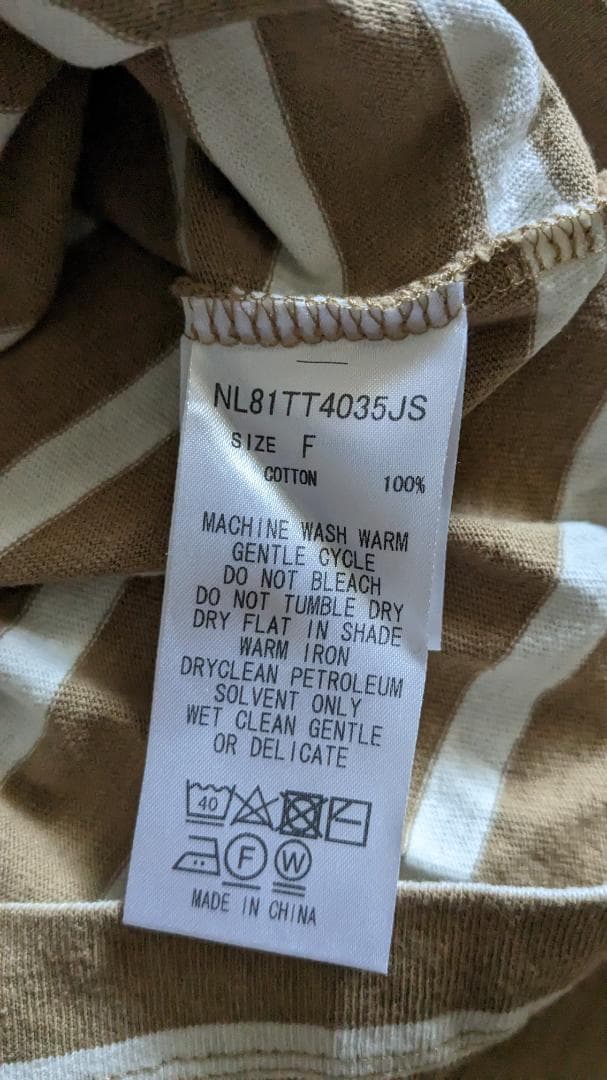 NL81TT4035JS
SIZE F
COTTON 100%
MACHINE WASH WARM
GENTLE CYCLE
DO NOT BLEACH
DO NOT TUMBLE DRY
DRY FLAT IN SHADE
WARM IRON
DRYCLEAN PETROLEUM
SOLVENT ONLY
WET CLEAN GENTLE
OR DELICATE
40
F W
MADE IN CHINA